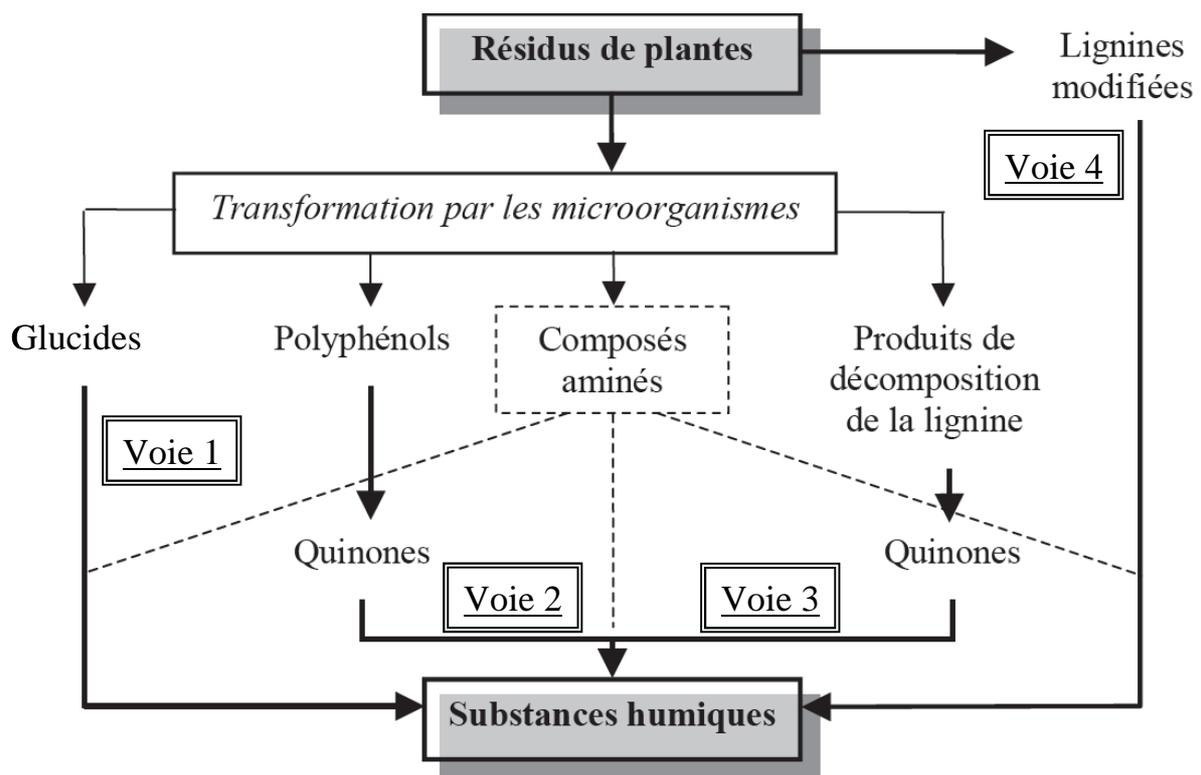 Résidus de plantes
Lignines
modifiées
Voie 4
Transformation par les microorganismes
Glucides
Polyphénols
Composés
aminés
Produits de
décomposition
de la lignine
Voie 1
Quinones
Quinones
Voie 2
Voie 3
Substances humiques